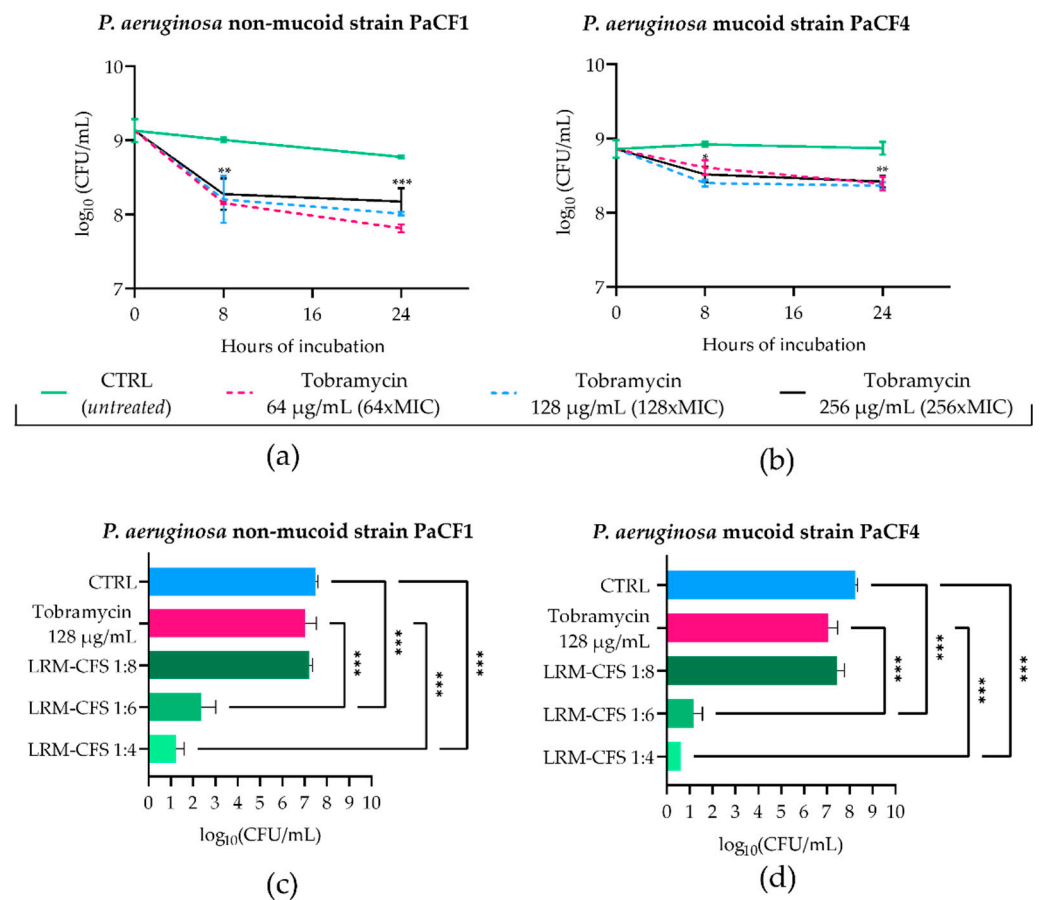 P. aeruginosa non-mucoid strain PaCF1
P. aeruginosa mucoid strain PaCF4
10
9
8
7
log10 (CFU/mL)
**
***
0
8
16
24
Hours of incubation
10
9
8
7
log10 (CFU/mL)
*
**
0
8
16
24
Hours of incubation
CTRL
(untreated)
Tobramycin
64 μg/mL (64xMIC)
Tobramycin
128 μg/mL (128xMIC)
Tobramycin
256 μg/mL (256xMIC)
(a)
(b)
P. aeruginosa non-mucoid strain PaCF1
CTRL
Tobramycin
128 μg/mL
LRM-CFS 1:8
LRM-CFS 1:6
LRM-CFS 1:4
***
***
***
***
0 1 2 3 4 5 6 7 8 9 10
log10(CFU/mL)
(c)
P. aeruginosa mucoid strain PaCF4
CTRL
Tobramycin
128 μg/mL
LRM-CFS 1:8
LRM-CFS 1:6
LRM-CFS 1:4
***
***
***
***
0 1 2 3 4 5 6 7 8 9 10
log10(CFU/mL)
(d)